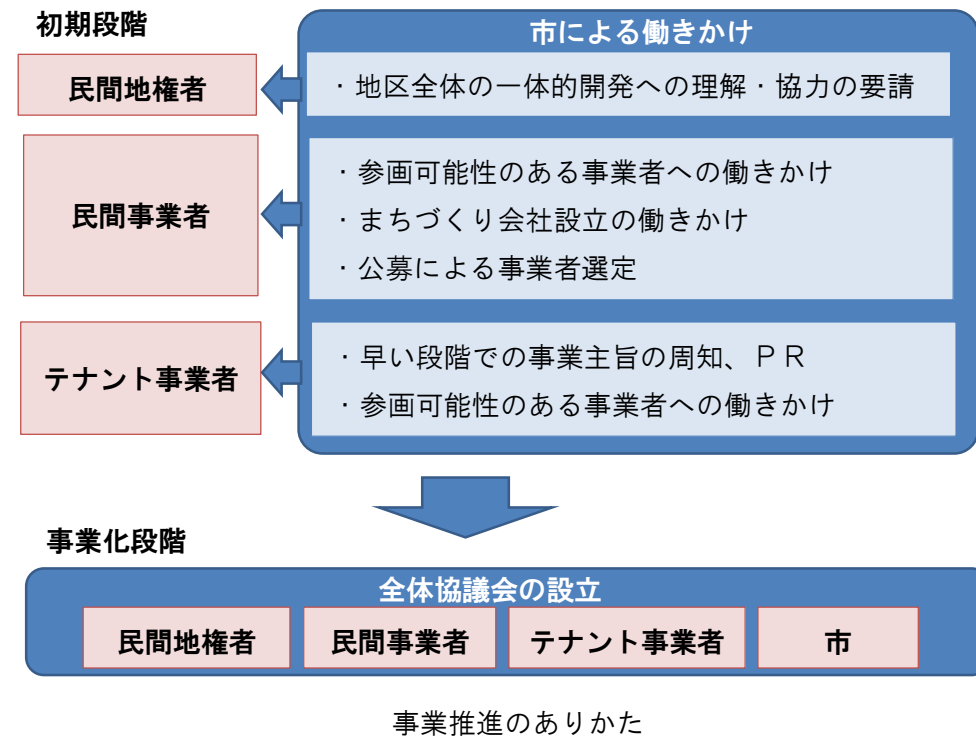 初期段階
市による働きかけ
民間地権者
・地区全体の一体的開発への理解・協力の要請
民間事業者
・参画可能性のある事業者への働きかけ
・まちづくり会社設立の働きかけ
・公募による事業者選定
テナント事業者
・早い段階での事業主旨の周知、ＰＲ
・参画可能性のある事業者への働きかけ
事業化段階
全体協議会の設立
民間地権者 民間事業者 テナント事業者 市
事業推進のありかた